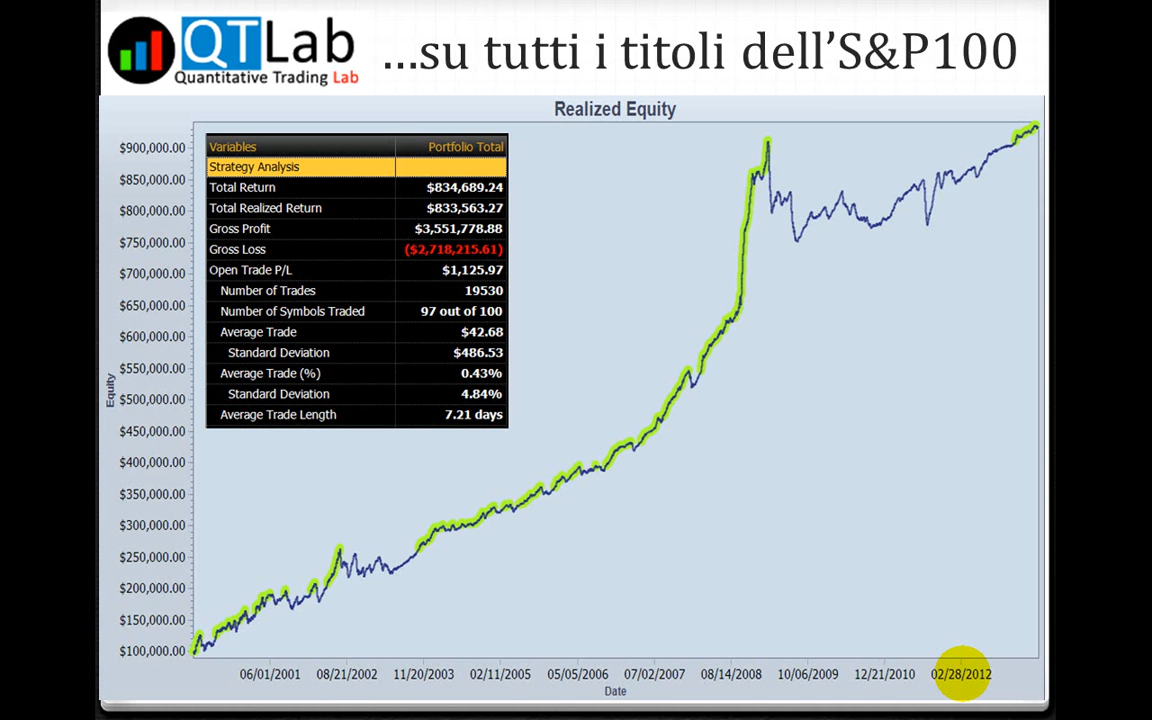 QTLab
Quantitative Trading Lab
...su tutti i titoli dell'S&P100
Realized Equity
Variables Portfolio Total
Strategy Analysis
Total Return $834,689.24
Total Realized Return $833,563.27
Gross Profit $3,551,778.88
Gross Loss ($2,718,215.61)
Open Trade P/L $1,125.97
Number of Trades 19530
Number of Symbols Traded 97 out of 100
Average Trade $42.68
Standard Deviation $486.53
Average Trade (%) 0.43%
Standard Deviation 4.84%
Average Trade Length 7.21 days
$900,000.00
$850,000.00
$800,000.00
$750,000.00
$700,000.00
$650,000.00
$600,000.00
$550,000.00
$500,000.00
$450,000.00
$400,000.00
$350,000.00
$300,000.00
$250,000.00
$200,000.00
$150,000.00
$100,000.00
Equity
06/01/2001 08/21/2002 11/20/2003 02/11/2005 05/05/2006 07/02/2007 08/14/2008 10/06/2009 12/21/2010 02/28/2012
Date